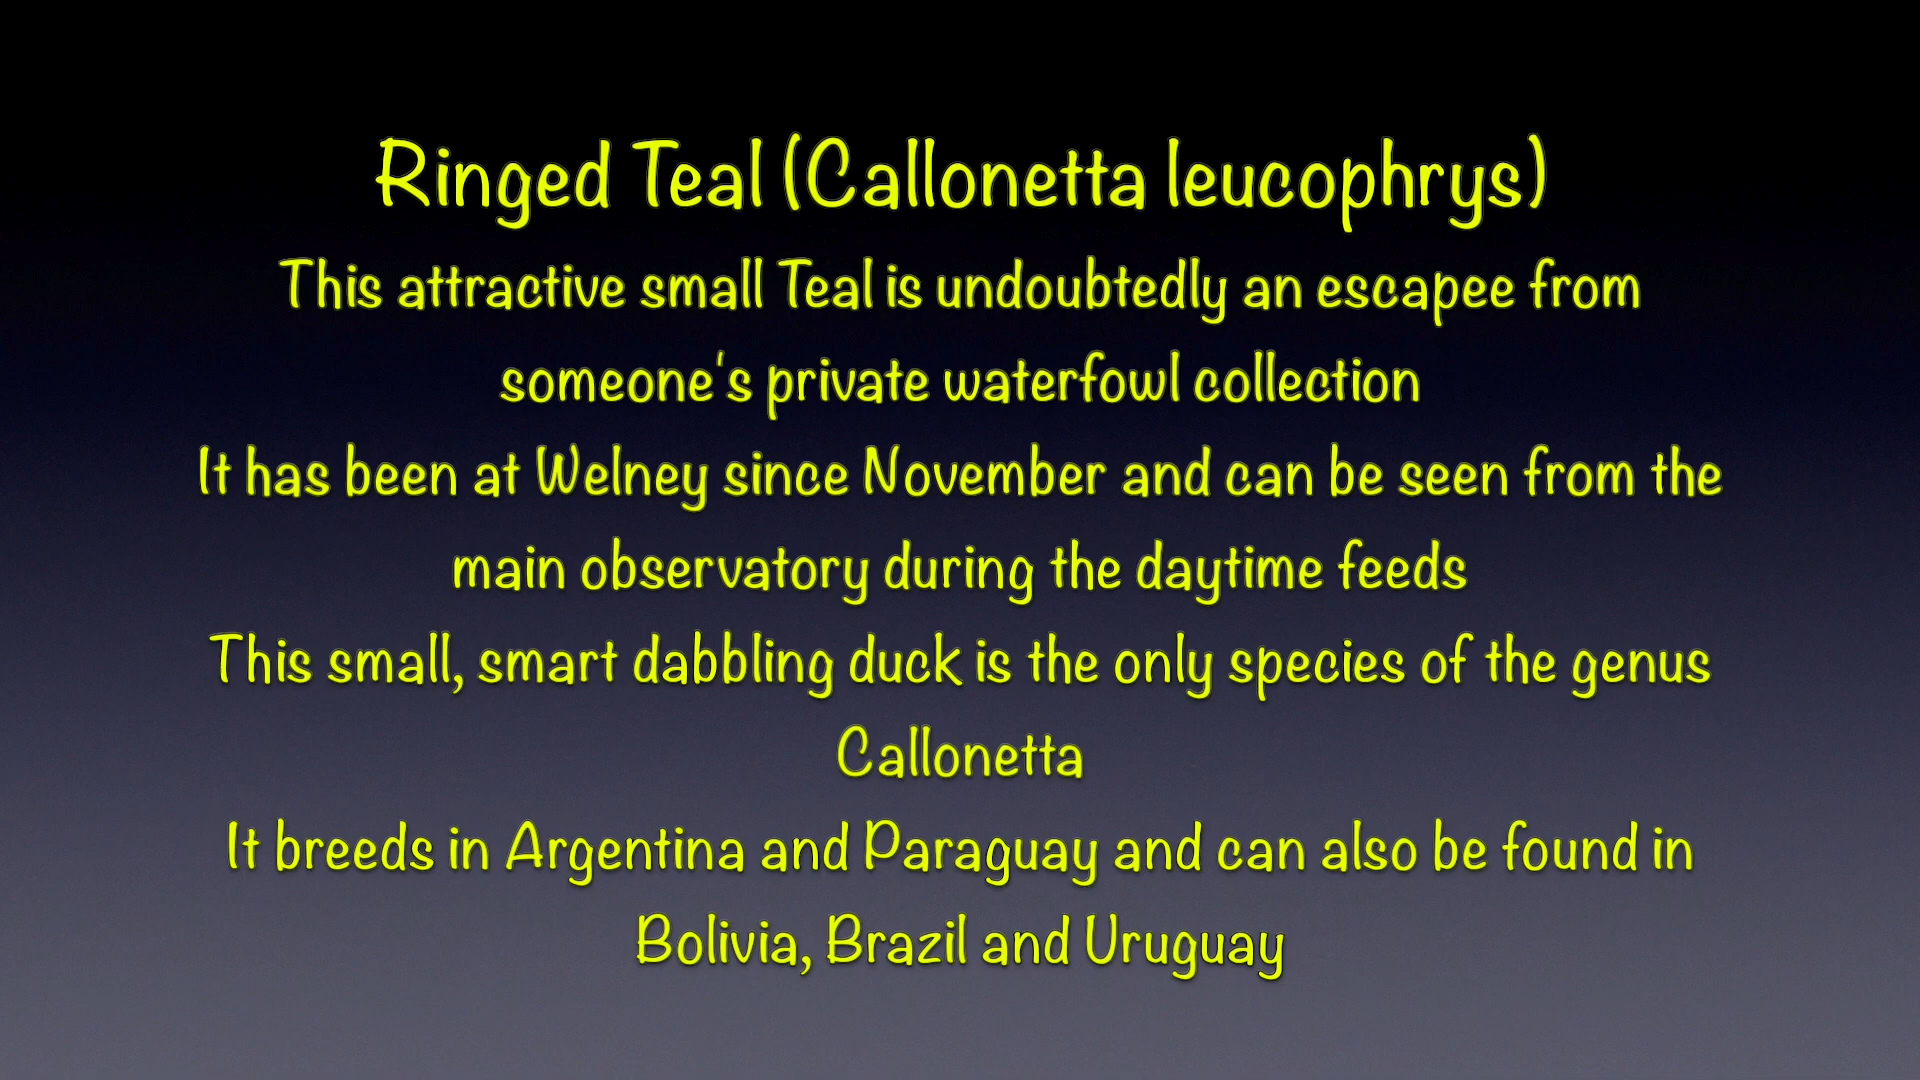 Ringed Teal (Callonetta leucophrys)
This attractive small Teal is undoubtedly an escapee from
someone's private waterfowl collection
It has been at Welney since November and can be seen from the
main observatory during the daytime feeds
This small, smart dabbling duck is the only species of the genus
Callonetta
It breeds in Argentina and Paraguay and can also be found in
Bolivia, Brazil and Uruguay